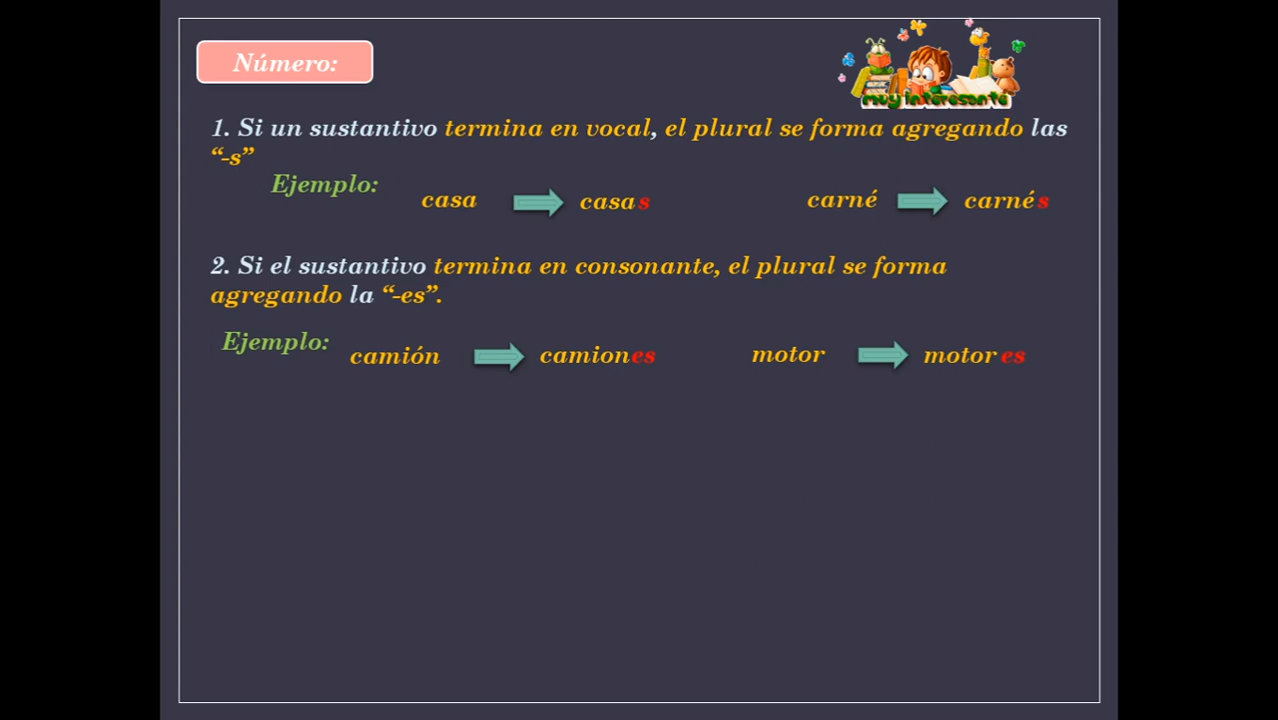 Número:
muy interesante
1. Si un sustantivo termina en vocal, el plural se forma agregando las
“-s”
Ejemplo: casa casas carné carnés
2. Si el sustantivo termina en consonante, el plural se forma
agregando la “-es”.
Ejemplo: camión camiones motor motores